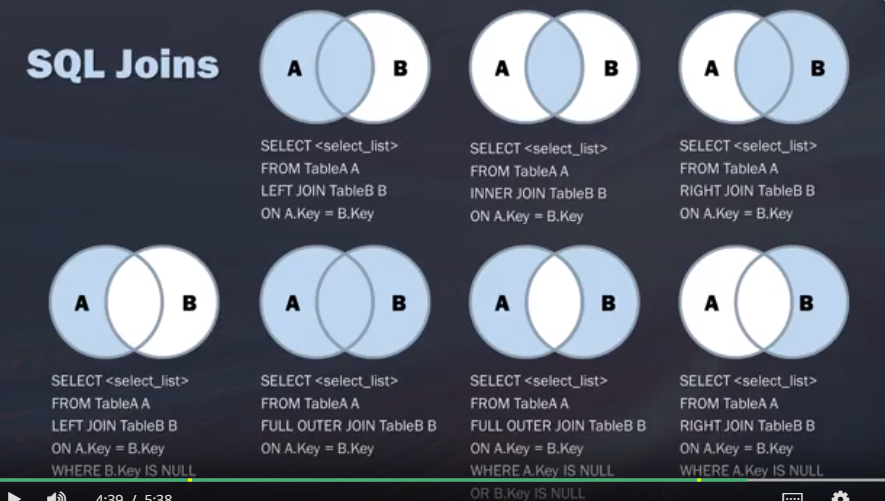 SQL Joins
A B
SELECT <select_list>
FROM TableA A
LEFT JOIN TableB B
ON A.Key = B.Key
A B
SELECT <select_list>
FROM TableA A
INNER JOIN TableB B
ON A.Key = B.Key
A B
SELECT <select_list>
FROM TableA A
RIGHT JOIN TableB B
ON A.Key = B.Key
A B
SELECT <select_list>
FROM TableA A
LEFT JOIN TableB B
ON A.Key = B.Key
WHERE B.Key IS NULL
A B
SELECT <select_list>
FROM TableA A
FULL OUTER JOIN TableB B
ON A.Key = B.Key
A B
SELECT <select_list>
FROM TableA A
FULL OUTER JOIN TableB B
ON A.Key = B.Key
WHERE A.Key IS NULL
OR B.Key IS NULL
A B
SELECT <select_list>
FROM TableA A
RIGHT JOIN TableB B
ON A.Key = B.Key
WHERE A.Key IS NULL
4:39 / 5:38